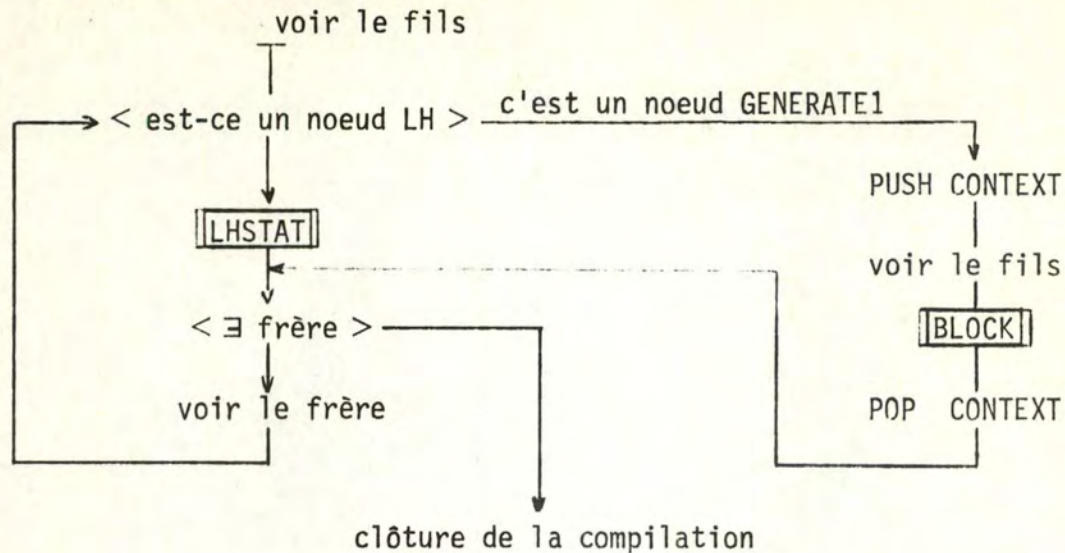 voir le fils
< est-ce un noeud LH >
c'est un noeud GENERATE1
PUSH CONTEXT
LHSTAT
voir le fils
< ∃ frère >
BLOCK
voir le frère
POP CONTEXT
clôture de la compilation